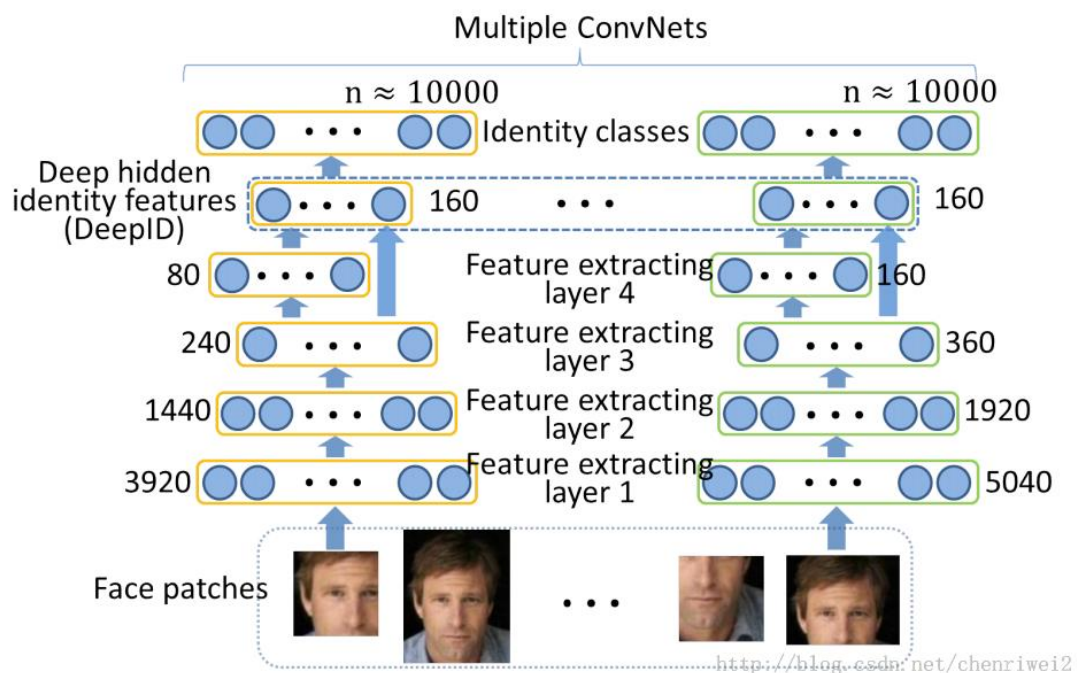 Multiple ConvNets
n ≈ 10000
n ≈ 10000
Identity classes
Deep hidden
identity features
(DeepID)
160
160
80
Feature extracting
layer 4
160
240
Feature extracting
layer 3
360
1440
Feature extracting
layer 2
1920
3920
Feature extracting
layer 1
5040
Face patches
http://blog.csdn.net/chenriwei2